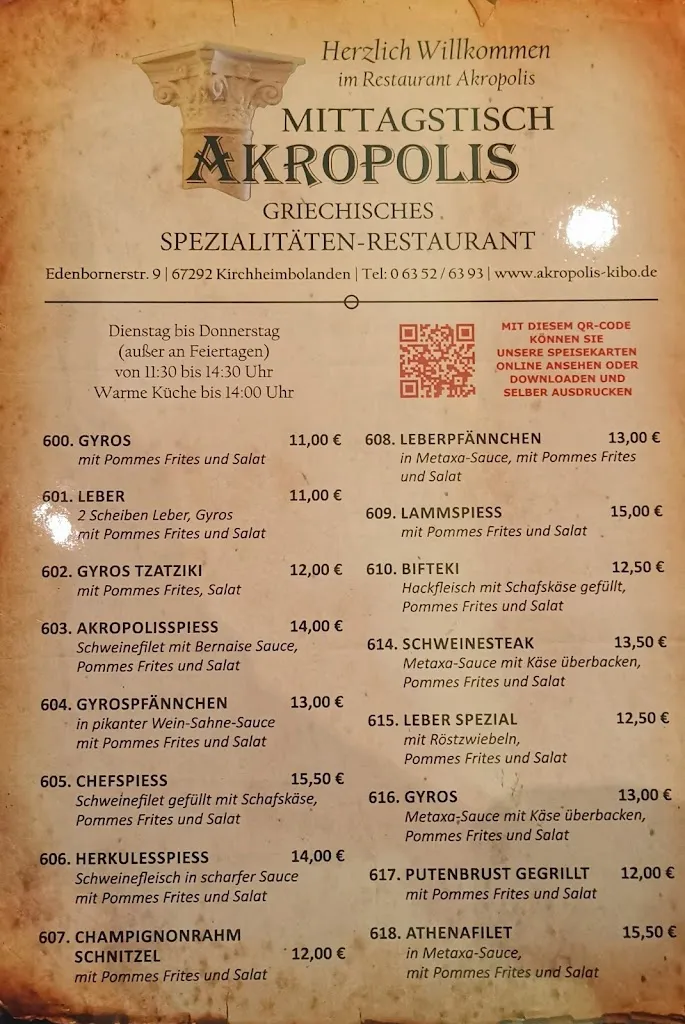 Herzlich Willkommen
im Restaurant Akropolis
MITTAGSTISCH
AKROPOLIS
GRIECHISCHES
SPEZIALITÄTEN-RESTAURANT
Edenbornerstr. 9 | 67292 Kirchheimbolanden | Tel: 0 63 52 / 63 93 | www.akropolis-kibo.de
Dienstag bis Donnerstag
(außer an Feiertagen)
von 11:30 bis 14:30 Uhr
Warme Küche bis 14:00 Uhr
MIT DIESEM QR-CODE
KÖNNEN SIE
UNSERE SPEISEKARTEN
ONLINE ANSEHEN ODER
DOWNLOADEN UND
SELBER AUSDRUCKEN
600. GYROS 11,00 €
mit Pommes Frites und Salat
601. LEBER 11,00 €
2 Scheiben Leber, Gyros
mit Pommes Frites und Salat
602. GYROS TZATZIKI 12,00 €
mit Pommes Frites, Salat
603. AKROPOLISSPIESS 14,00 €
Schweinefilet mit Bernaise Sauce,
Pommes Frites und Salat
604. GYROSPFÄNNCHEN 13,00 €
in pikanter Wein-Sahne-Sauce
mit Pommes Frites und Salat
605. CHEFSPIESS 15,50 €
Schweinefilet gefüllt mit Schafskäse,
Pommes Frites und Salat
606. HERKULESSPIESS 14,00 €
Schweinefleisch in scharfer Sauce
mit Pommes Frites und Salat
607. CHAMPIGNONRAHM
SCHNITZEL 12,00 €
mit Pommes Frites und Salat
608. LEBERPFÄNNCHEN 13,00 €
in Metaxa-Sauce, mit Pommes Frites
und Salat
609. LAMMSPIESS 15,00 €
mit Pommes Frites und Salat
610. BIFTEKI 12,50 €
Hackfleisch mit Schafskäse gefüllt,
Pommes Frites und Salat
614. SCHWEINESTEAK 13,50 €
Metaxa-Sauce mit Käse überbacken,
Pommes Frites und Salat
615. LEBER SPEZIAL 12,50 €
mit Röstzwiebeln,
Pommes Frites und Salat
616. GYROS 13,00 €
Metaxa-Sauce mit Käse überbacken,
Pommes Frites und Salat
617. PUTENBRUST GEGRILLT 12,00 €
mit Pommes Frites und Salat
618. ATHENAFILET 15,50 €
in Metaxa-Sauce,
mit Pommes Frites und Salat